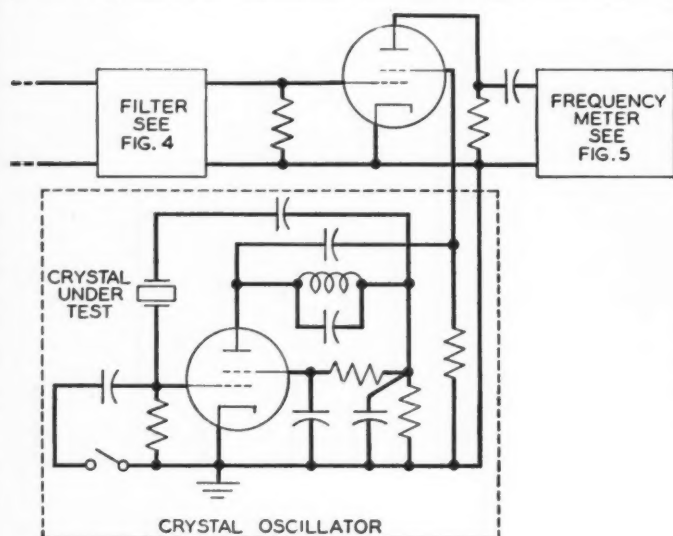 FILTER
SEE
FIG. 4
FREQUENCY
METER
SEE
FIG. 5
CRYSTAL
UNDER
TEST
CRYSTAL OSCILLATOR